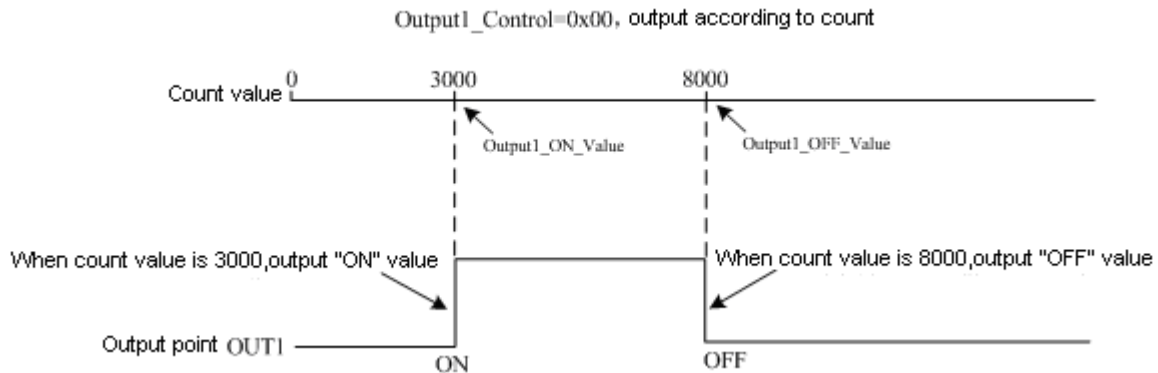 Output1_Control=0x00, output according to count
0 3000 8000
Count value
Output1_ON_Value Output1_OFF_Value
When count value is 3000,output "ON" value When count value is 8000,output "OFF" value
Output point OUT1
ON OFF